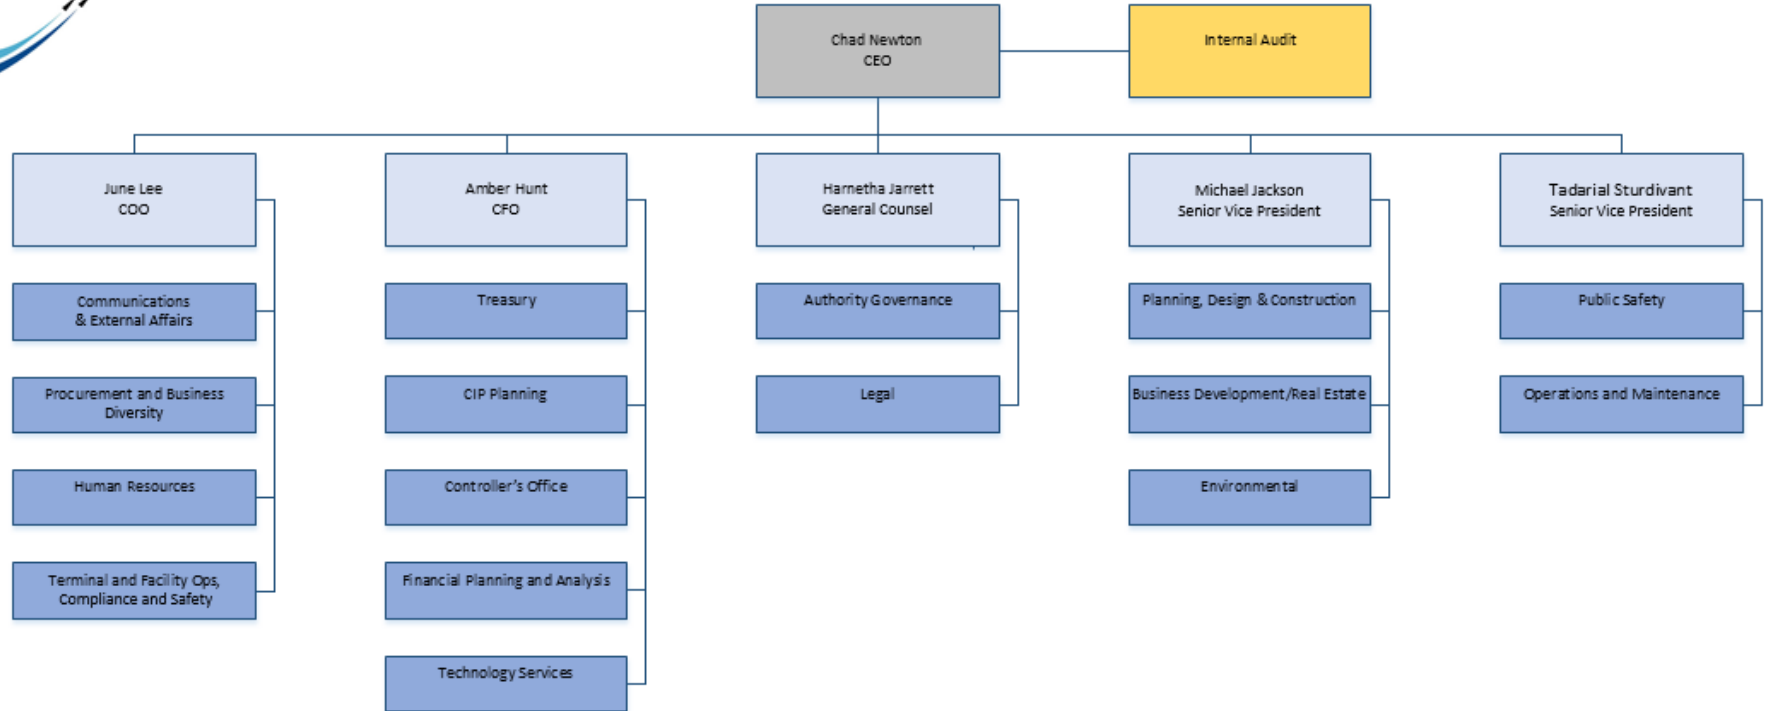 Chad Newton
CEO
Internal Audit
June Lee
COO
Amber Hunt
CFO
Harnetha Jarrett
General Counsel
Michael Jackson
Senior Vice President
Tadarial Sturdivant
Senior Vice President
Communications
& External Affairs
Treasury
Authority Governance
Planning, Design & Construction
Public Safety
Procurement and Business
Diversity
CIP Planning
Legal
Business Development/Real Estate
Operations and Maintenance
Human Resources
Controller's Office
Environmental
Terminal and Facility Ops,
Compliance and Safety
Financial Planning and Analysis
Technology Services